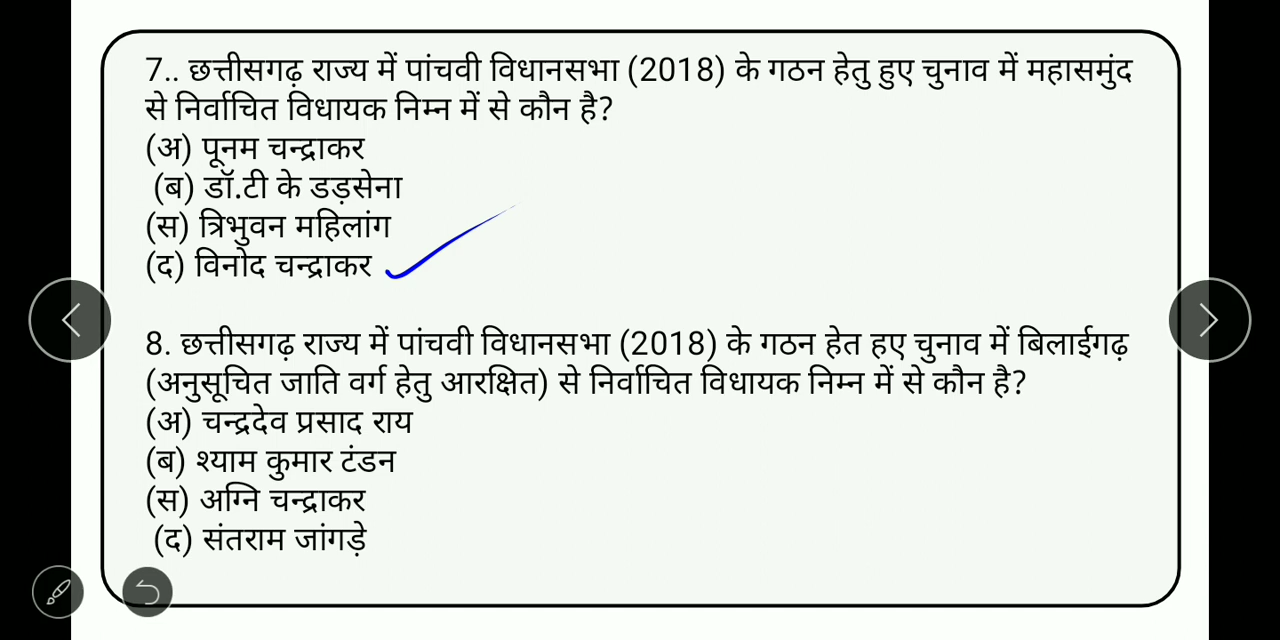 7.. छत्तीसगढ़ राज्य में पांचवी विधानसभा (2018) के गठन हेतु हुए चुनाव में महासमुंद
से निर्वाचित विधायक निम्न में से कौन है?
(अ) पूनम चन्द्राकर
(ब) डॉ.टी के डड़सेना
(स) त्रिभुवन महिलांग
(द) विनोद चन्द्राकर
8. छत्तीसगढ़ राज्य में पांचवी विधानसभा (2018) के गठन हेत हए चुनाव में बिलाईगढ़
(अनुसूचित जाति वर्ग हेतु आरक्षित) से निर्वाचित विधायक निम्न में से कौन है?
(अ) चन्द्रदेव प्रसाद राय
(ब) श्याम कुमार टंडन
(स) अग्नि चन्द्राकर
(द) संतराम जांगड़े